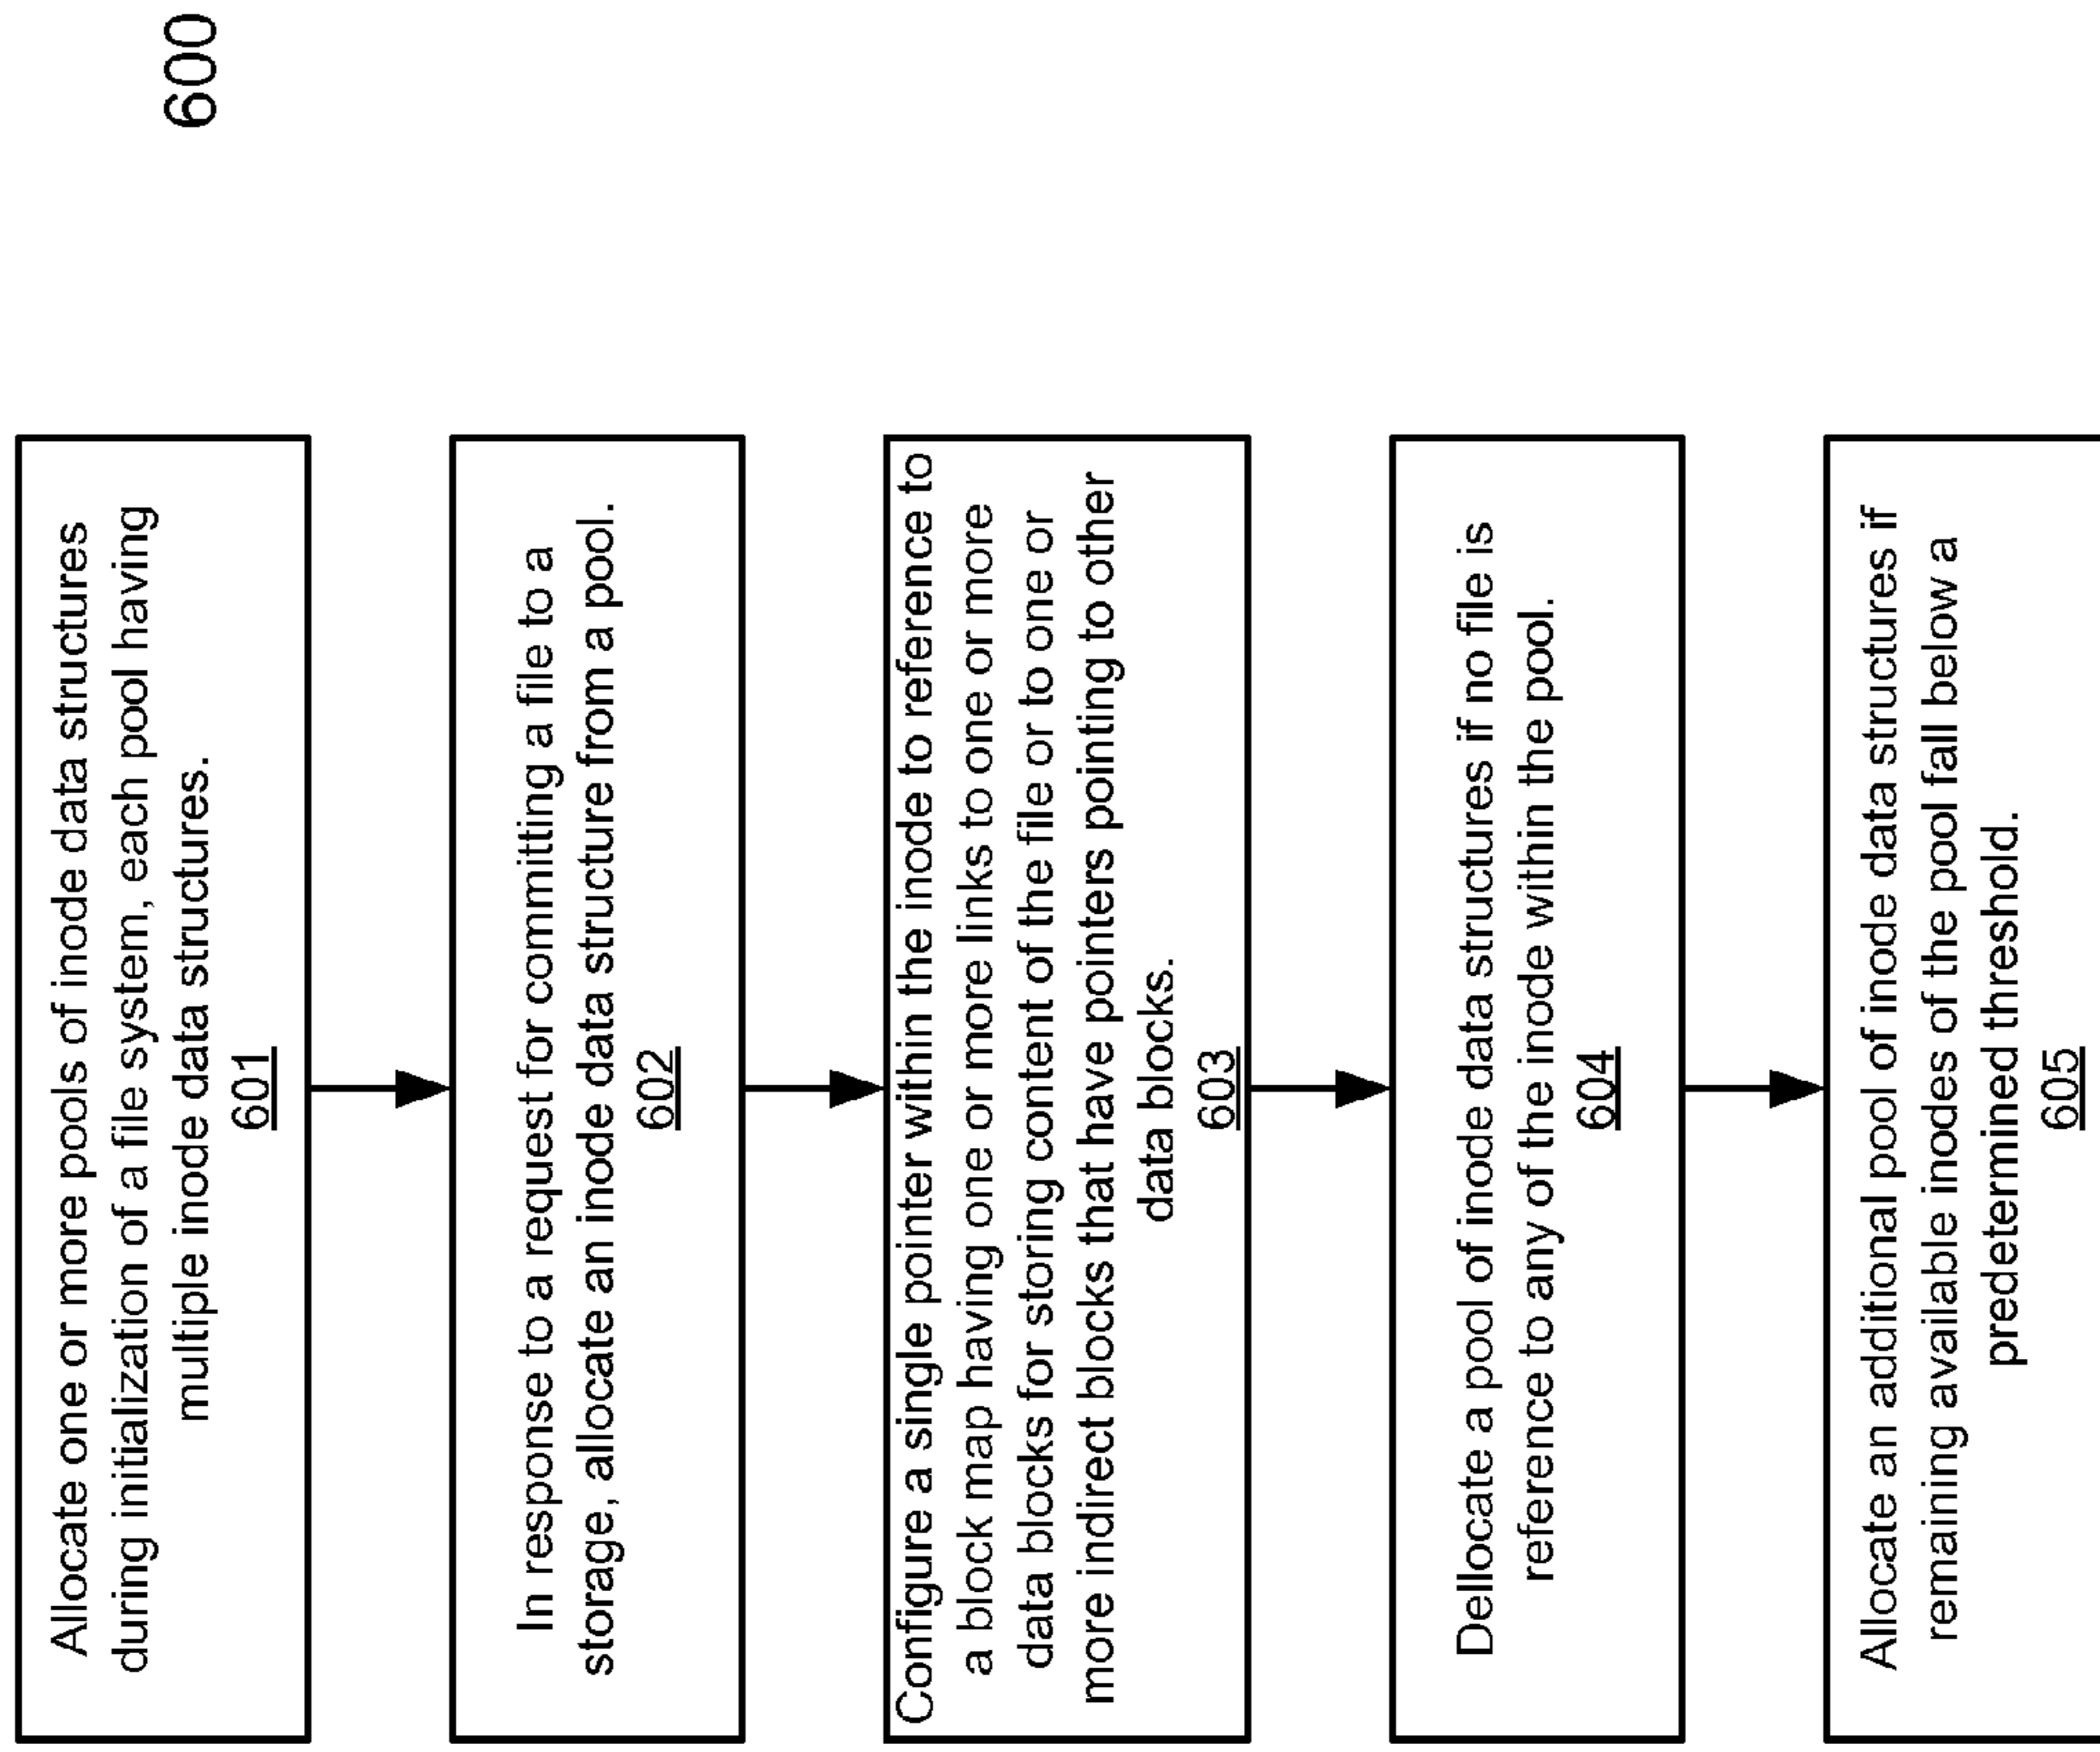 600
Allocate one or more pools of inode data structures
during initialization of a file system, each pool having
multiple inode data structures.
601
In response to a request for committing a file to a
storage, allocate an inode data structure from a pool.
602
Configure a single pointer within the inode to reference to
a block map having one or more links to one or more
data blocks for storing content of the file or to one or
more indirect blocks that have pointers pointing to other
data blocks.
603
Dellocate a pool of inode data structures if no file is
reference to any of the inode within the pool.
604
Allocate an additional pool of inode data structures if
remaining available inodes of the pool fall below a
predetermined threshold.
605